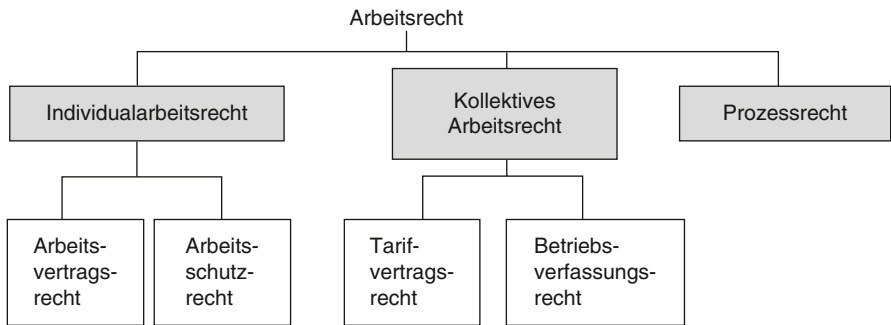 Arbeitsrecht
Individualarbeitsrecht
Kollektives
Arbeitsrecht
Prozessrecht
Arbeits-
vertrags-
recht
Arbeits-
schutz-
recht
Tarif-
vertrags-
recht
Betriebs-
verfassungs-
recht